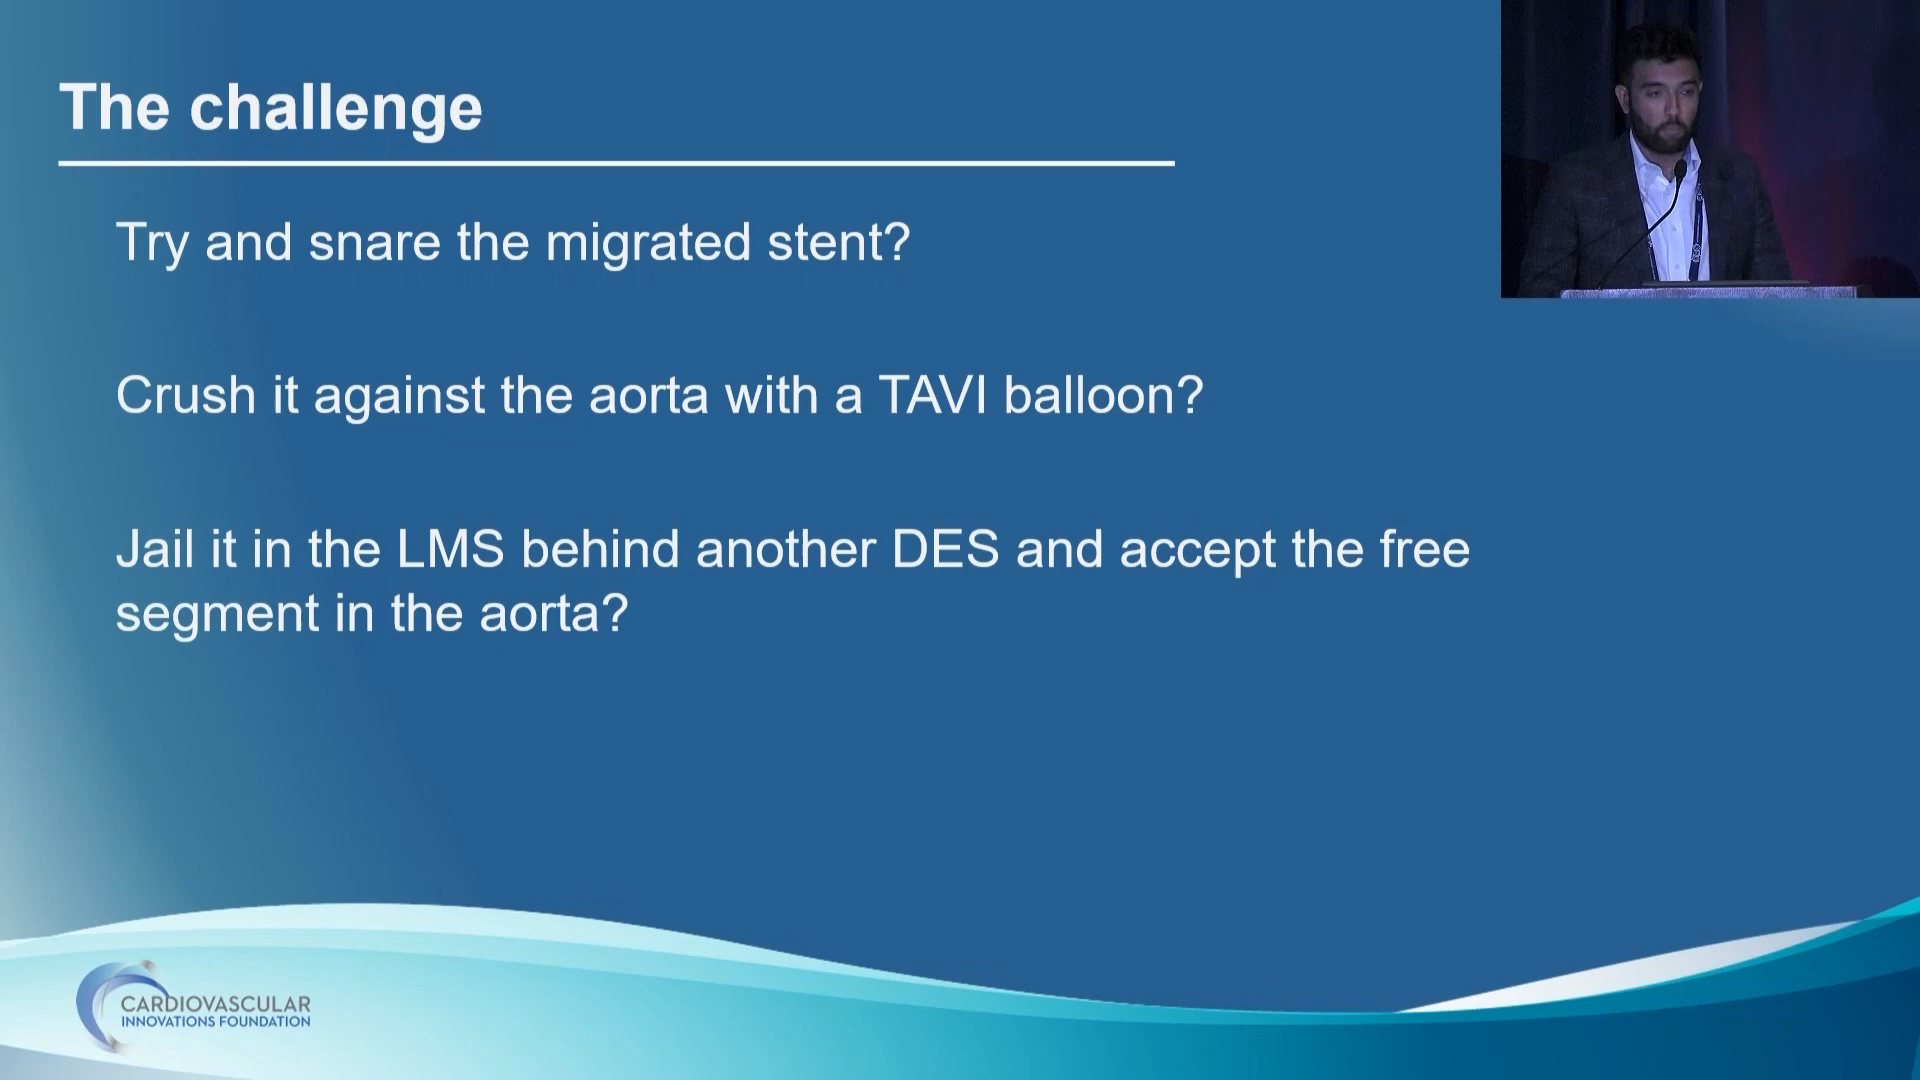 The challenge
Try and snare the migrated stent?
Crush it against the aorta with a TAVI balloon?
Jail it in the LMS behind another DES and accept the free
segment in the aorta?
CARDIOVASCULAR
INNOVATIONS FOUNDATION